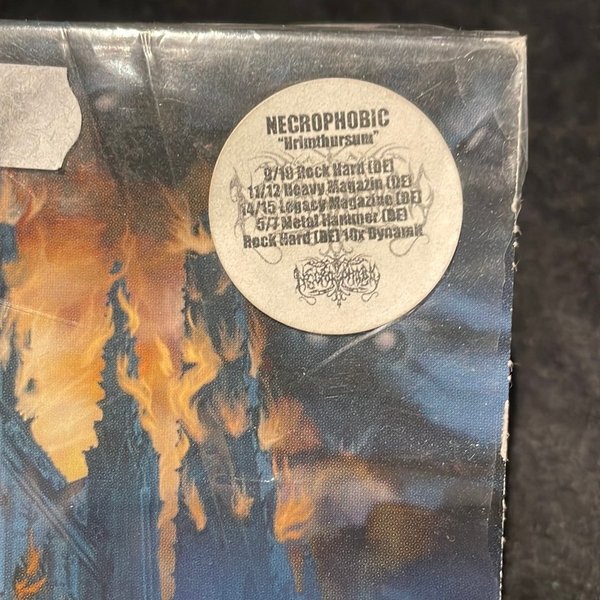 NECROPHOBIC
"Hrimthursum"
9/10 Rock Hard (DE)
11/12 Heavy Magazin (DE)
14/15 Legacy Magazine (DE)
5/7 Metal Hammer (DE)
Rock Hard (DE) 10x Dynamit
NECROPHOBIC